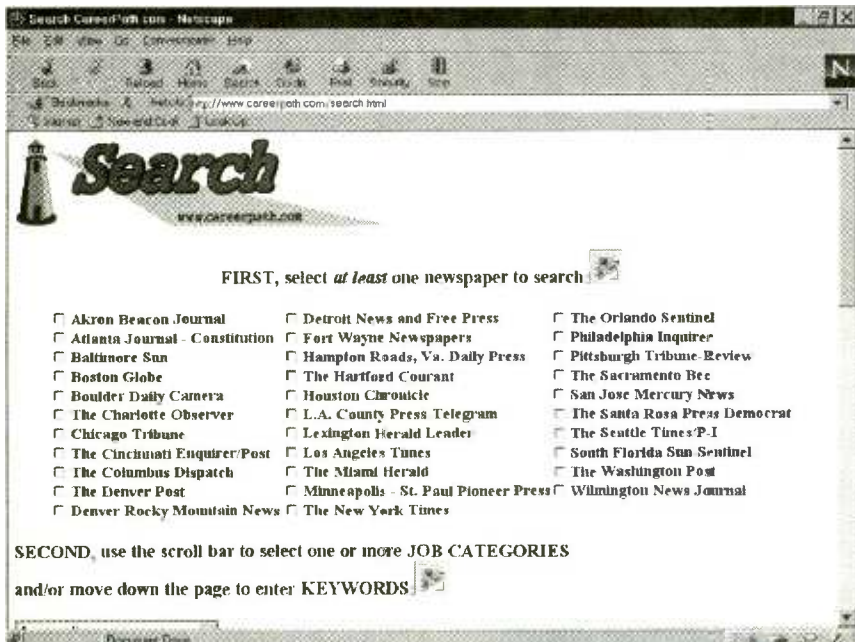 Search CareerPath.com - Netscape
File Edit View Go Communicator Help
Back Reload Home Search Guide Print Security Stop
N
Bookmarks http://www.careerpath.com/search.html
Internet New and Cool Lookup
Search
www.careerpath.com
FIRST, select at least one newspaper to search
Akron Beacon Journal Detroit News and Free Press The Orlando Sentinel
Atlanta Journal - Constitution Fort Wayne Newspapers Philadelphia Inquirer
Baltimore Sun Hampton Roads, Va. Daily Press Pittsburgh Tribune-Review
Boston Globe The Hartford Courant The Sacramento Bee
Boulder Daily Camera Houston Chronicle San Jose Mercury News
The Charlotte Observer L.A. County Press Telegram The Santa Rosa Press Democrat
Chicago Tribune Lexington Herald Leader The Seattle Times/P-I
The Cincinnati Enquirer/Post Los Angeles Times South Florida Sun-Sentinel
The Columbus Dispatch The Miami Herald The Washington Post
The Denver Post Minneapolis - St. Paul Pioneer Press Wilmington News Journal
Denver Rocky Mountain News The New York Times
SECOND, use the scroll bar to select one or more JOB CATEGORIES
and/or move down the page to enter KEYWORDS
Document Done